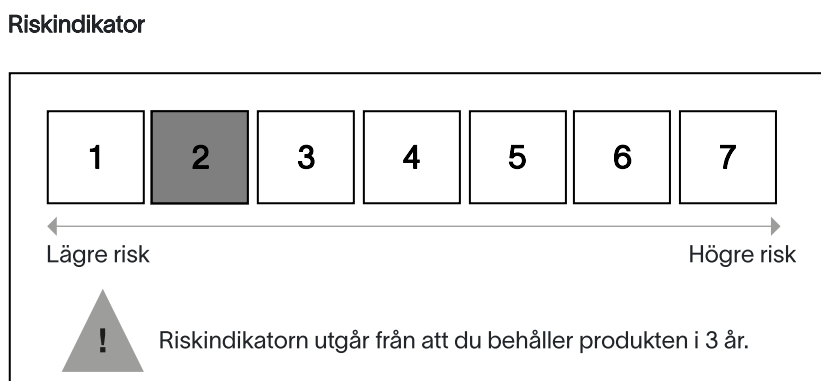 Riskindikator
1 2 3 4 5 6 7
Lägre risk Högre risk
! Riskindikatorn utgår från att du behåller produkten i 3 år.